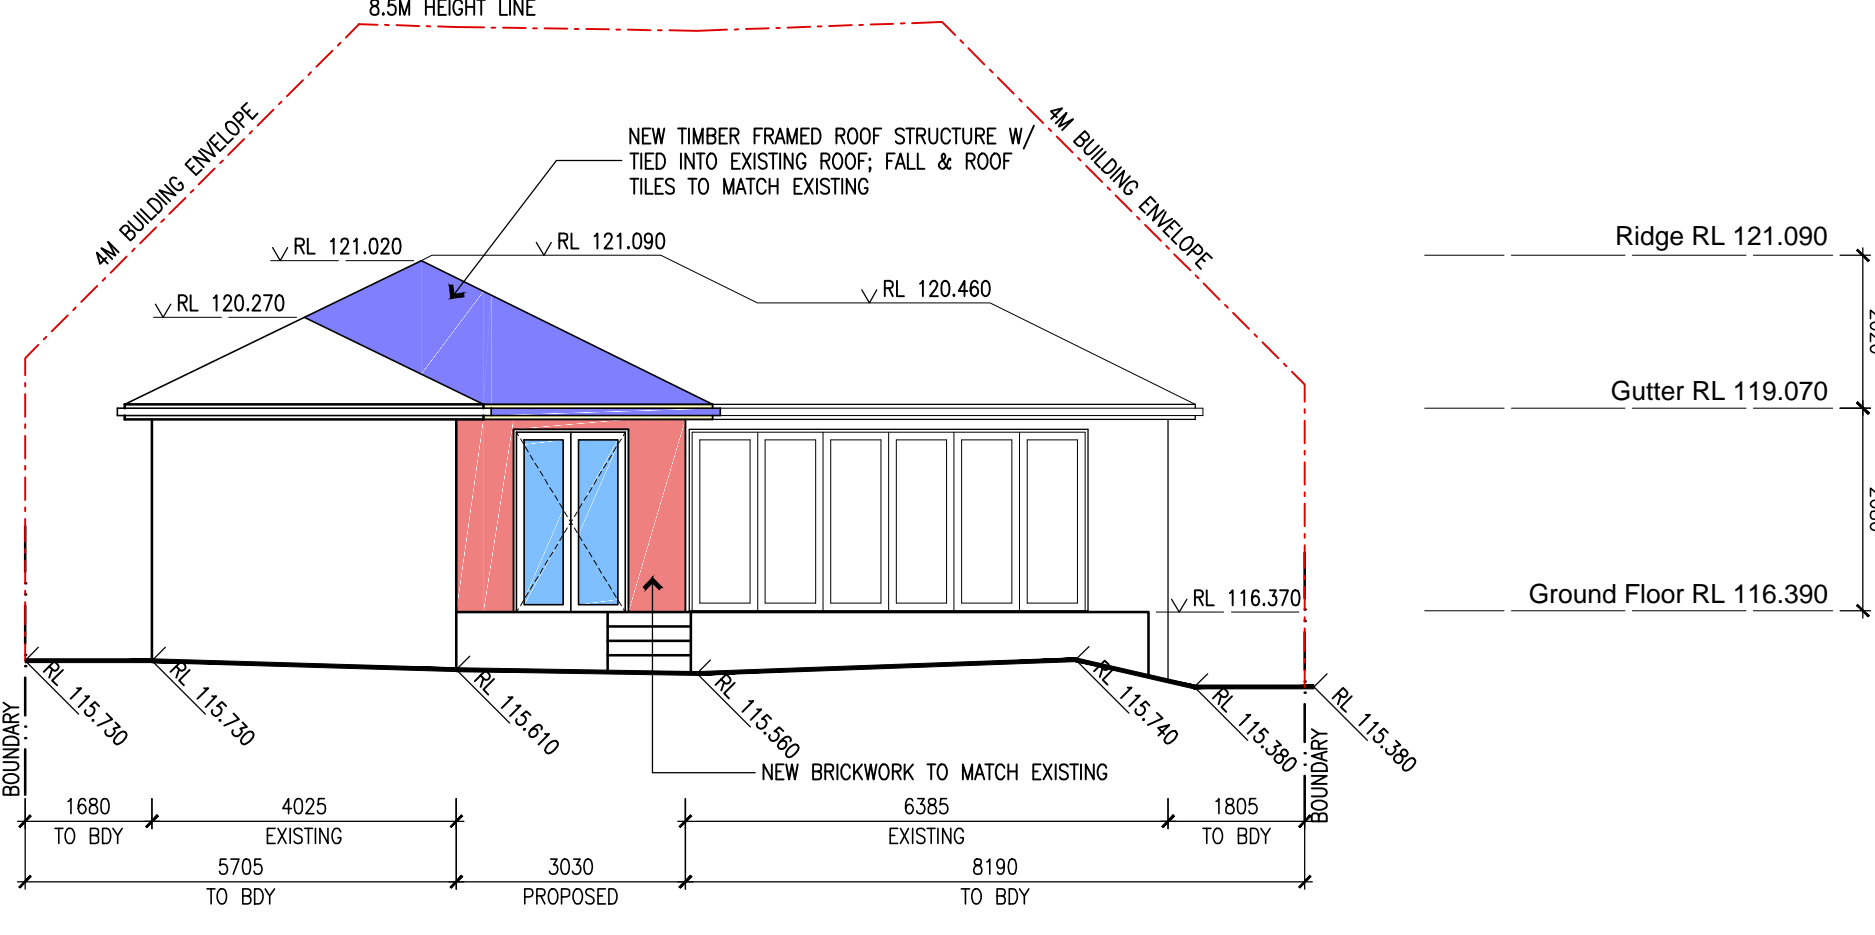 8.5M HEIGHT LINE
4M BUILDING ENVELOPE
4M BUILDING ENVELOPE
NEW TIMBER FRAMED ROOF STRUCTURE W/
TIED INTO EXISTING ROOF; FALL & ROOF
TILES TO MATCH EXISTING
RL 121.020
RL 121.090
RL 120.270
RL 120.460
Ridge RL 121.090
2020
Gutter RL 119.070
2680
Ground Floor RL 116.390
RL 116.370
RL 115.730
RL 115.730
RL 115.610
RL 115.560
RL 115.740
RL 115.380
RL 115.380
BOUNDARY
BOUNDARY
NEW BRICKWORK TO MATCH EXISTING
1680
TO BDY
4025
EXISTING
6385
EXISTING
1805
TO BDY
5705
TO BDY
3030
PROPOSED
8190
TO BDY